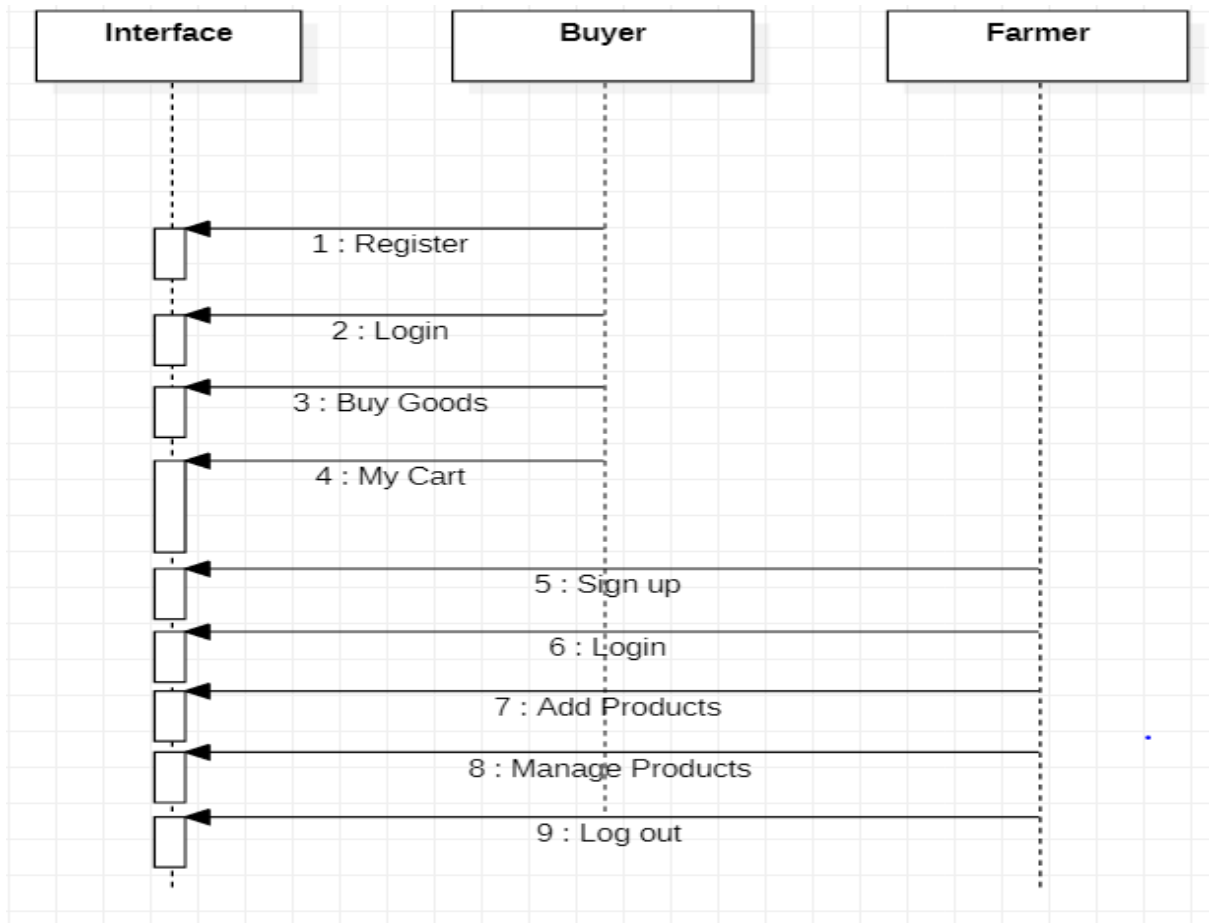 Interface
Buyer
Farmer
1 : Register
2 : Login
3 : Buy Goods
4 : My Cart
5 : Sign up
6 : Login
7 : Add Products
8 : Manage Products
9 : Log out